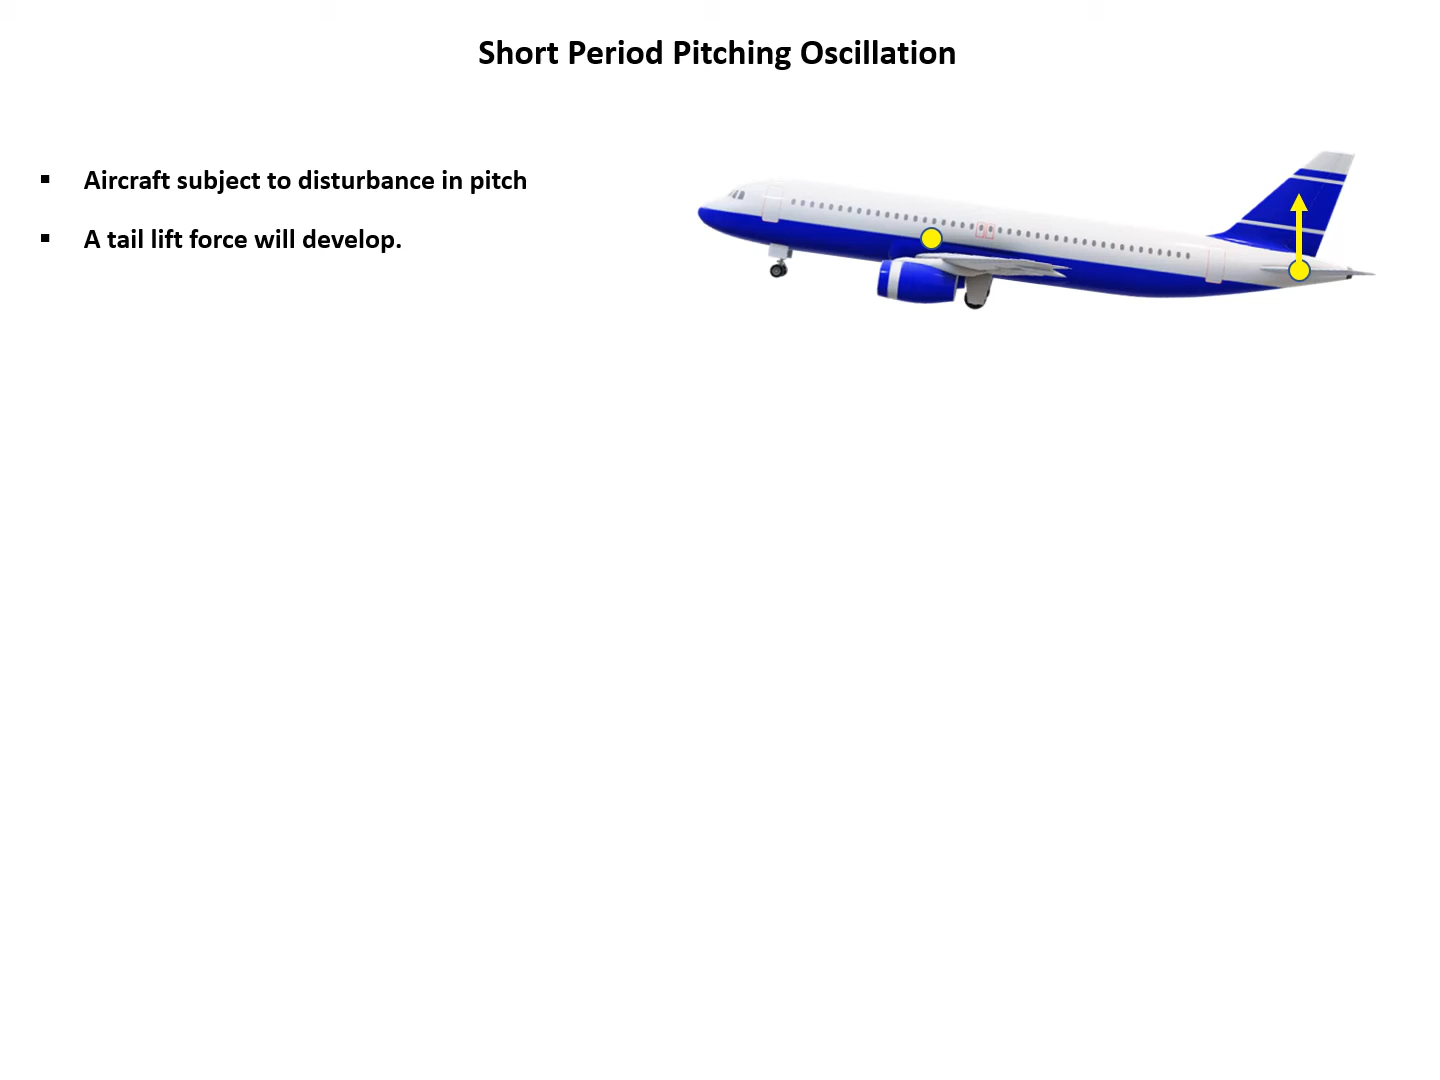 Short Period Pitching Oscillation
▪ Aircraft subject to disturbance in pitch
▪ A tail lift force will develop.